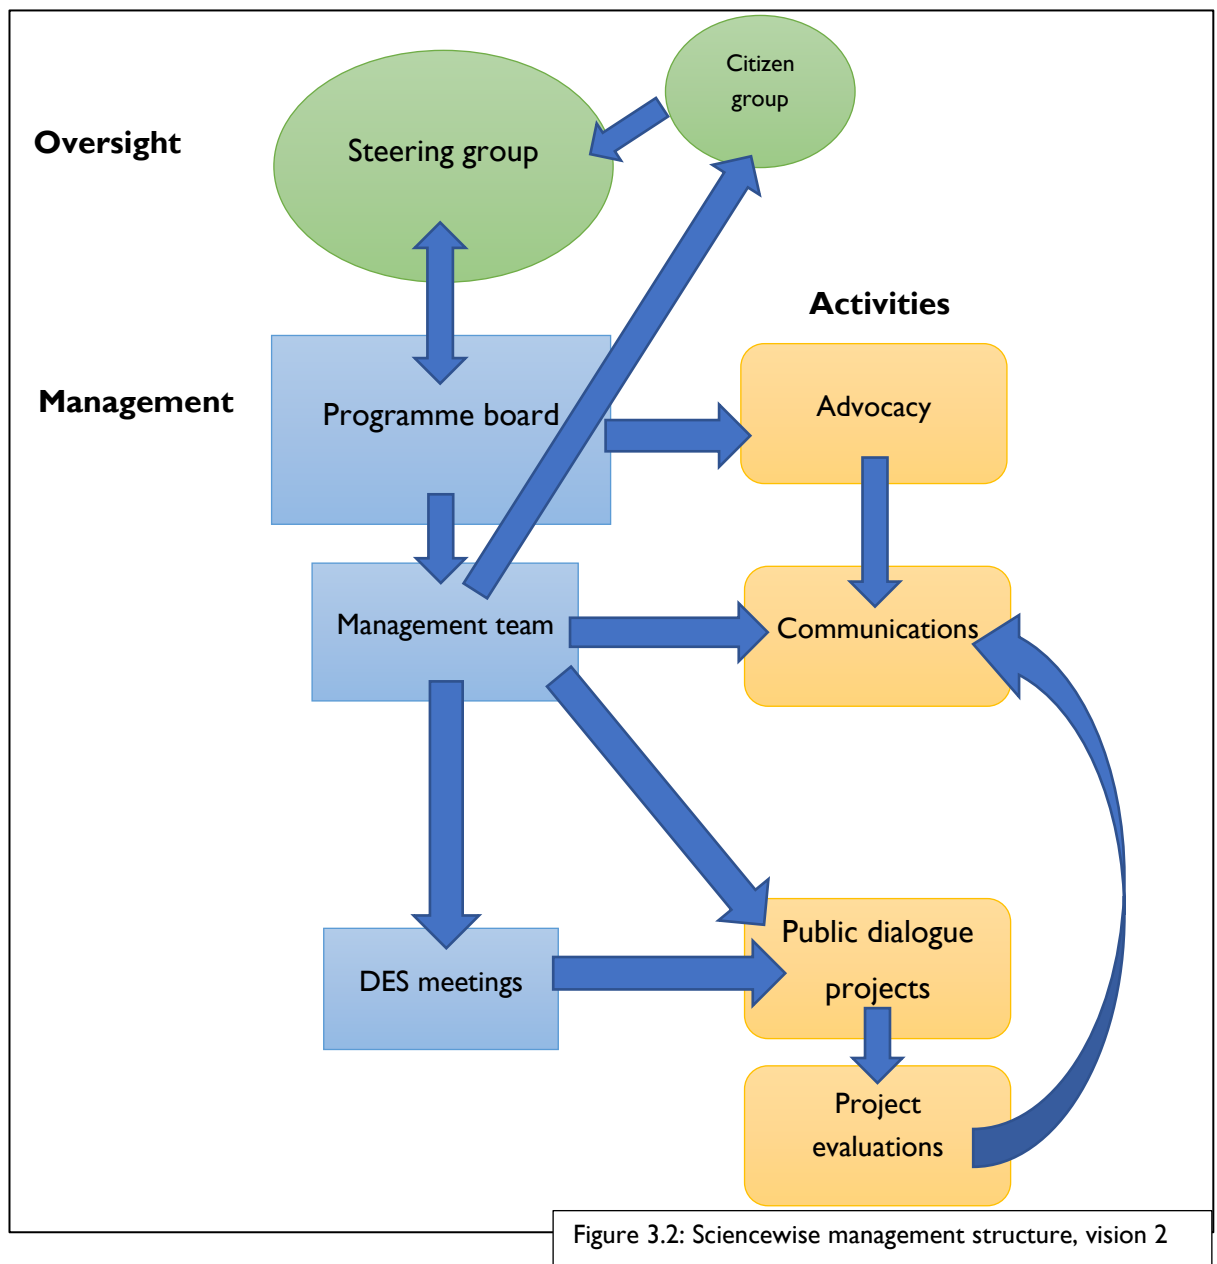 Citizen
group
Oversight
Steering group
Activities
Management
Programme board
Advocacy
Management team
Communications
DES meetings
Public dialogue
projects
Project
evaluations
Figure 3.2: Sciencewise management structure, vision 2